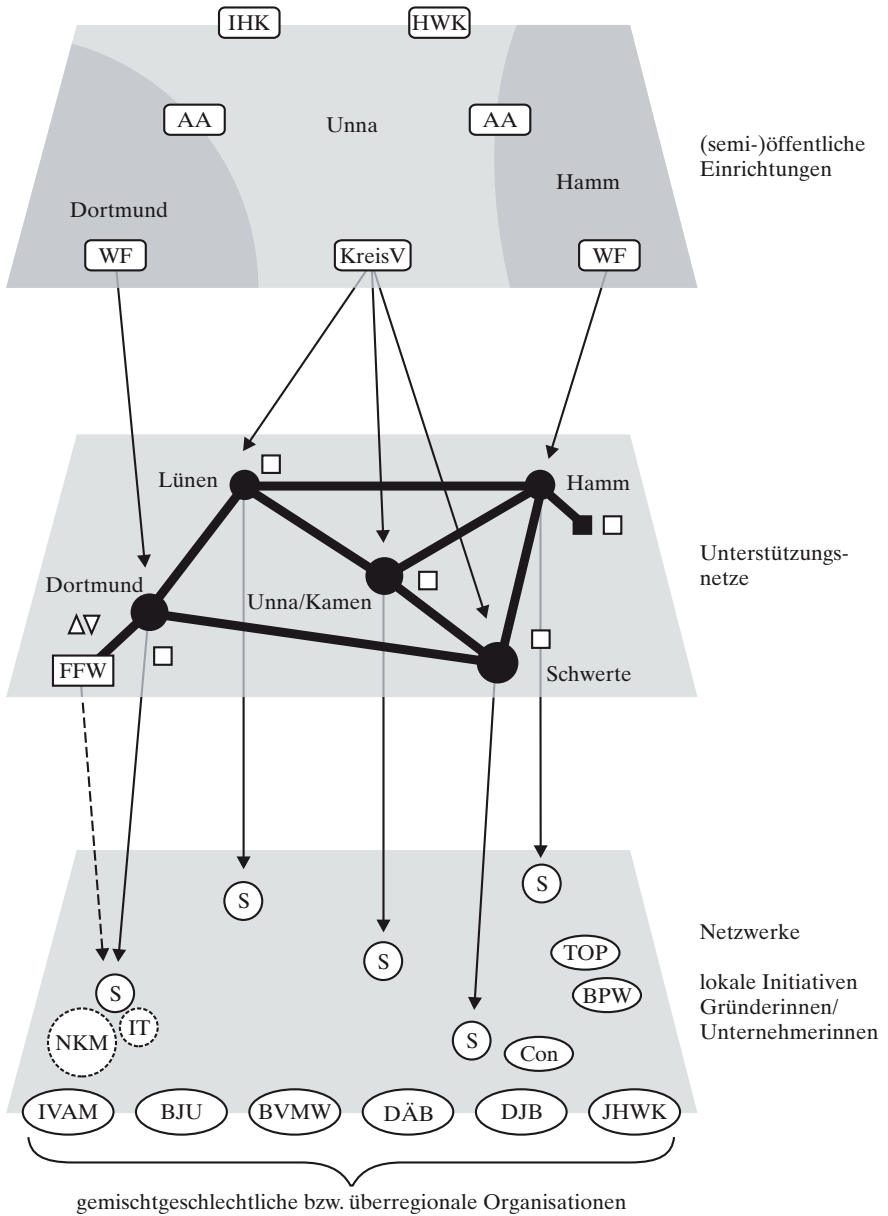 IHK
HWK
AA
Unna
AA
(semi-)öffentliche
Einrichtungen
Hamm
Dortmund
WF
KreisV
WF
Lünen
Hamm
Unterstützungs-
netze
Dortmund
Unna/Kamen
FFW
Schwerte
S
S
Netzwerke
TOP
S
lokale Initiativen
Gründerinnen/
Unternehmerinnen
BPW
S
IT
NKM
S
Con
IVAM
BJU
BVMW
DÄB
DJB
JHWK
gemischtgeschlechtliche bzw. überregionale Organisationen